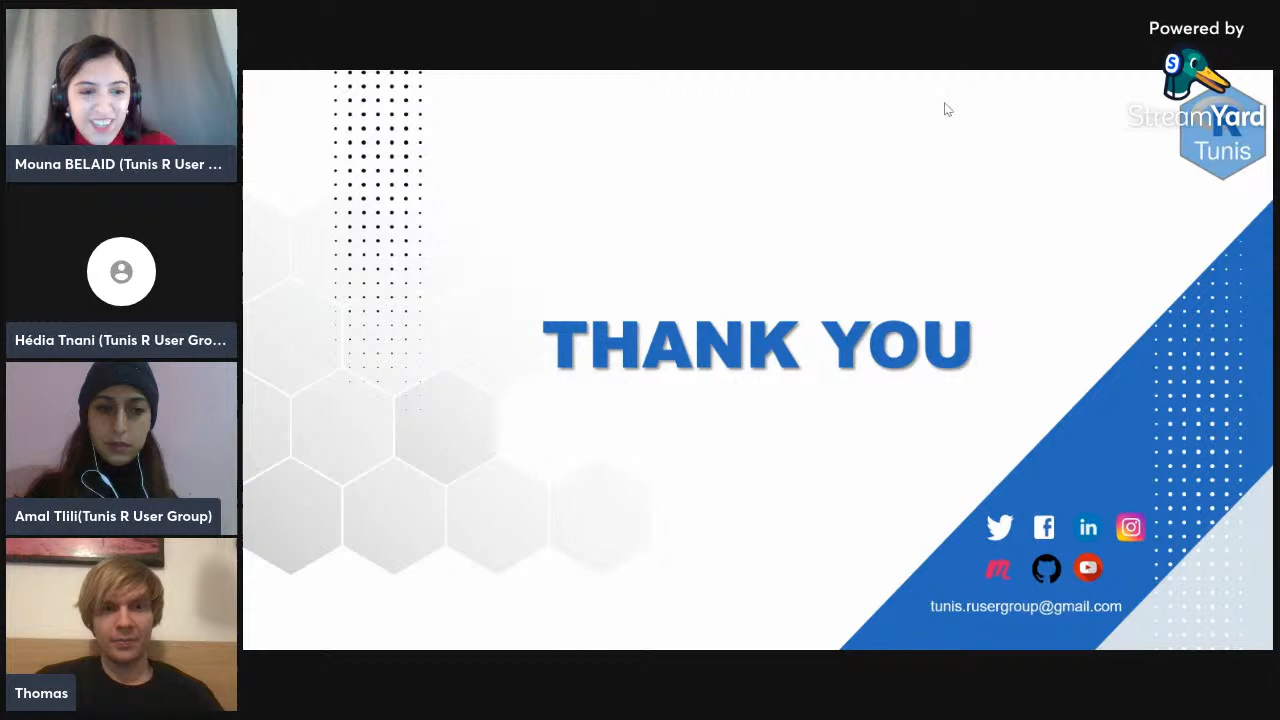 Powered by
StreamYard
S
R
Tunis
Mouna BELAID (Tunis R User ...
Hédia Tnani (Tunis R User Gro...
Amal Tlili(Tunis R User Group)
Thomas
THANK YOU
in
tunis.rusergroup@gmail.com